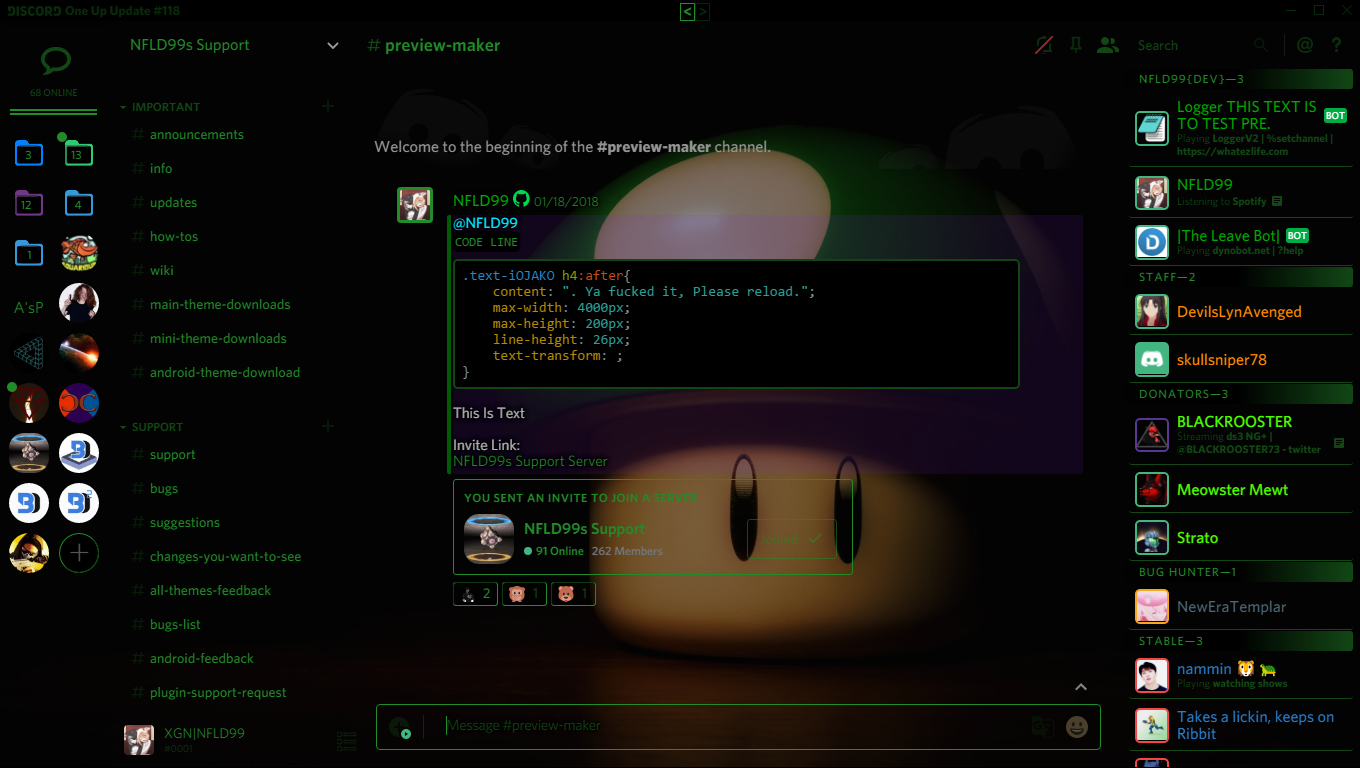 DISCORD One Up Update #118
< >
NFLD99s Support
68 ONLINE
3
13
12
4
1
A'sP
IMPORTANT
# announcements
# info
# updates
# how-tos
# wiki
# main-theme-downloads
# mini-theme-downloads
# android-theme-download
SUPPORT
# support
# bugs
# suggestions
# changes-you-want-to-see
# all-themes-feedback
# bugs-list
# android-feedback
# plugin-support-request
XGN|NFLD99
#0001
# preview-maker
Search
@ ?
Welcome to the beginning of the #preview-maker channel.
NFLD99 01/18/2018
@NFLD99
CODE LINE
.text-iOJAKO h4:after{
content: ". Ya fucked it, Please reload.";
max-width: 4000px;
max-height: 200px;
line-height: 26px;
text-transform: ;
}
This Is Text
Invite Link:
NFLD99s Support Server
YOU SENT AN INVITE TO JOIN A SERVER
NFLD99s Support
91 Online 262 Members
Joined
2
1
1
Message #preview-maker
NFLD99{DEV}—3
Logger THIS TEXT IS
TO TEST PRE. BOT
Playing LoggerV2 | %setchannel |
https://whatezlife.com
NFLD99
Listening to Spotify
|The Leave Bot| BOT
Playing dynobot.net | ?help
STAFF—2
DevilsLynAvenged
skullsniper78
DONATORS—3
BLACKROOSTER
Streaming ds3 NG+ |
@BLACKROOSTER73 - twitter
Meowster Mewt
Strato
BUG HUNTER—1
NewEraTemplar
STABLE—3
nammin 🐯 🐢
Playing watching shows
Takes a lickin, keeps on
Ribbit